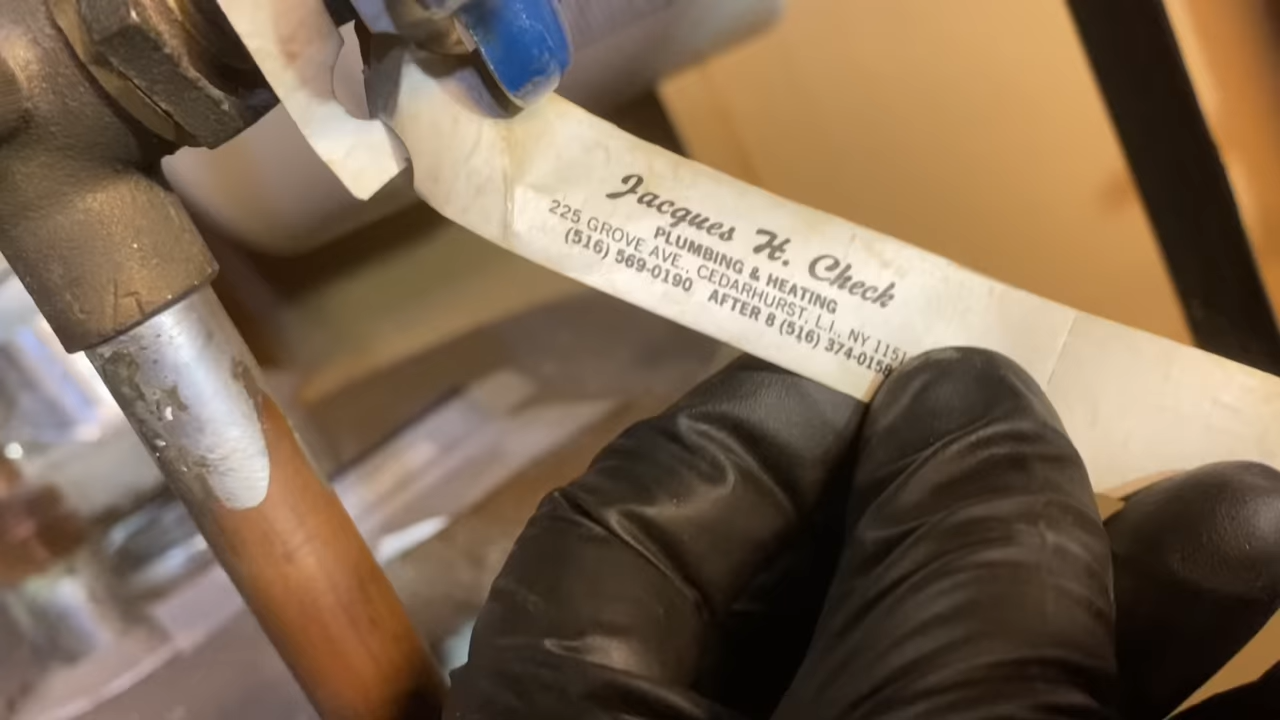 Jacques H. Check
PLUMBING & HEATING
225 GROVE AVE., CEDARHURST, L.I., NY 1151
(516) 569-0190 AFTER 8 (516) 374-0158